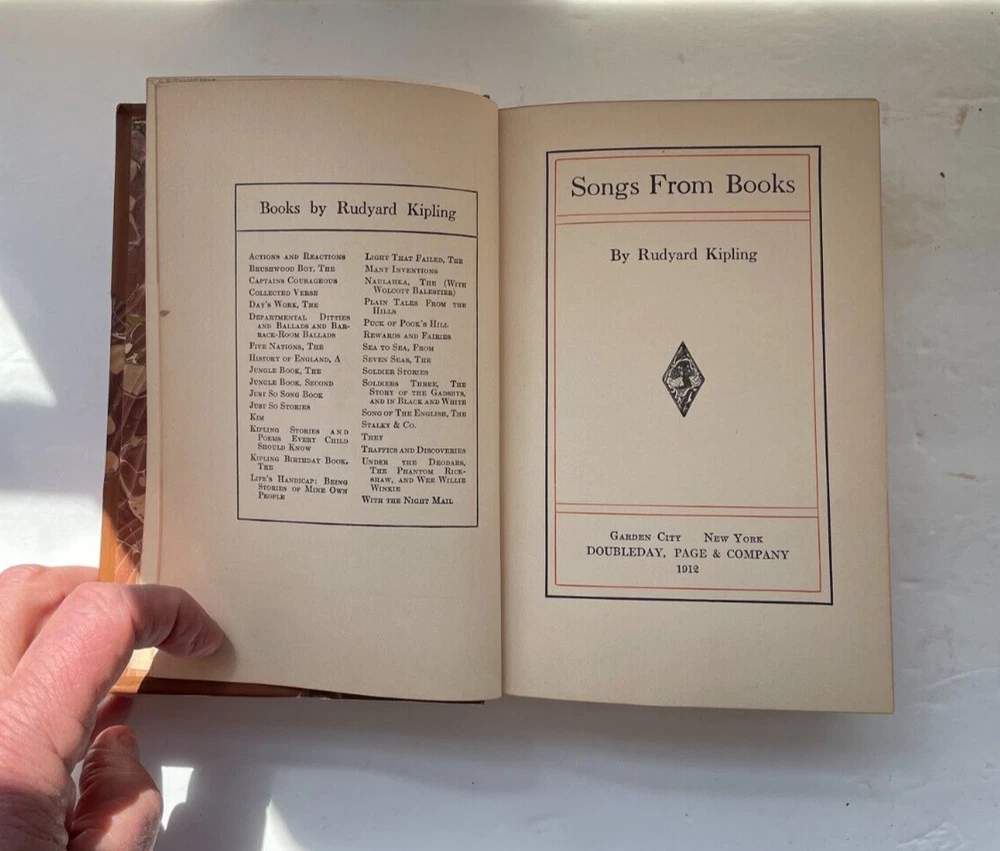 Books by Rudyard Kipling
Actions and Reactions
Brushwood Boy, The
Captains Courageous
Collected Verse
Day's Work, The
Departmental Ditties
and Ballads and Bar-
rack-Room Ballads
Five Nations, The
History of England, A
Jungle Book, The
Jungle Book, Second
Just So Song Book
Just So Stories
Kim
Kipling Stories and
Poems Every Child
Should Know
Kipling Birthday Book,
The
Life's Handicap: Being
Stories of Mine Own
People
Light That Failed, The
Many Inventions
Naulahka, The (With
Wolcott Balestier)
Plain Tales From the
Hills
Puck of Pook's Hill
Rewards and Fairies
Sea to Sea, From
Seven Seas, The
Soldier Stories
Soldiers Three, The
Story of the Gadsbys,
and in Black and White
Song of the English, The
Stalky & Co.
They
Traffics and Discoveries
Under the Deodars,
The Phantom Rick-
shaw, and Wee Willie
Winkie
With the Night Mail
Songs From Books
By Rudyard Kipling
Garden City New York
DOUBLEDAY, PAGE & COMPANY
1912